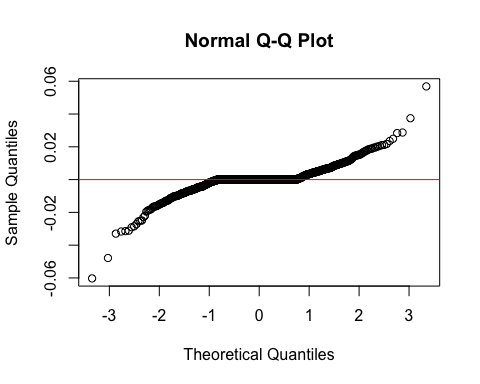 Normal Q-Q Plot
Sample Quantiles
0.06
0.02
-0.02
-0.06
-3 -2 -1 0 1 2 3
Theoretical Quantiles